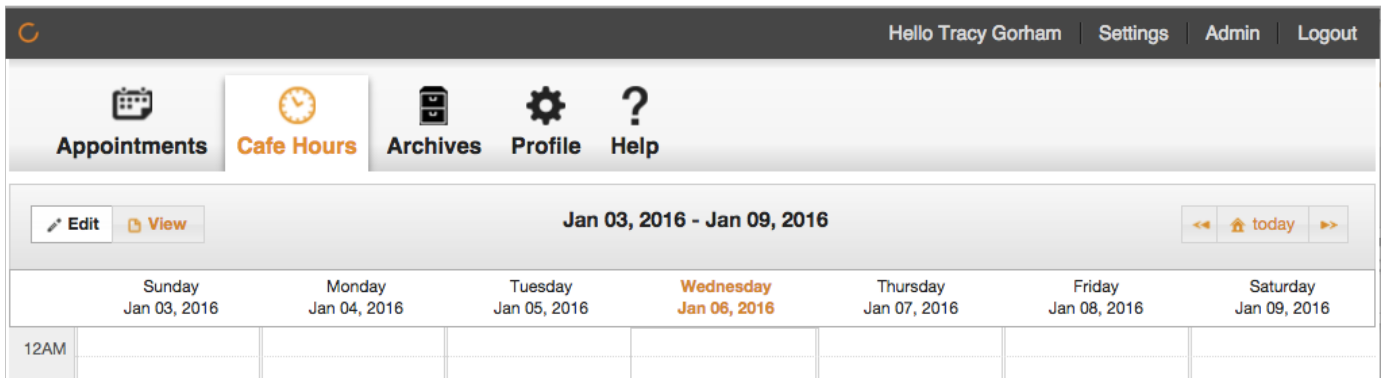 Hello Tracy Gorham Settings Admin Logout
Appointments Cafe Hours Archives Profile Help
Edit View Jan 03, 2016 - Jan 09, 2016 today
Sunday Monday Tuesday Wednesday Thursday Friday Saturday
Jan 03, 2016 Jan 04, 2016 Jan 05, 2016 Jan 06, 2016 Jan 07, 2016 Jan 08, 2016 Jan 09, 2016
12AM